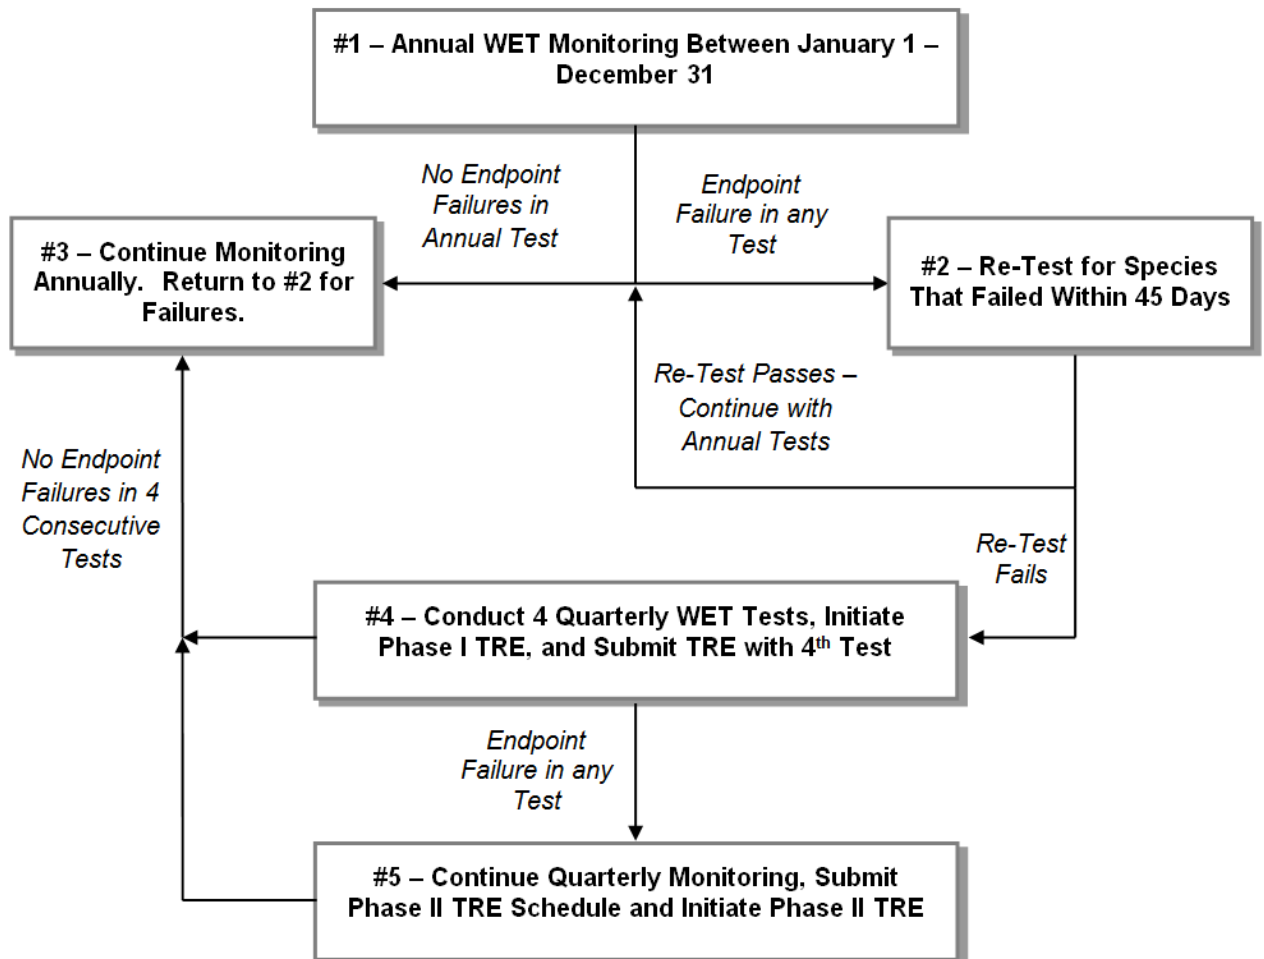 #1 – Annual WET Monitoring Between January 1 –
December 31
No Endpoint
Failures in
Annual Test
Endpoint
Failure in any
Test
#3 – Continue Monitoring
Annually.  Return to #2 for
Failures.
#2 – Re-Test for Species
That Failed Within 45 Days
Re-Test Passes –
Continue with
Annual Tests
No Endpoint
Failures in 4
Consecutive
Tests
Re-Test
Fails
#4 – Conduct 4 Quarterly WET Tests, Initiate
Phase I TRE, and Submit TRE with 4th Test
Endpoint
Failure in any
Test
#5 – Continue Quarterly Monitoring, Submit
Phase II TRE Schedule and Initiate Phase II TRE